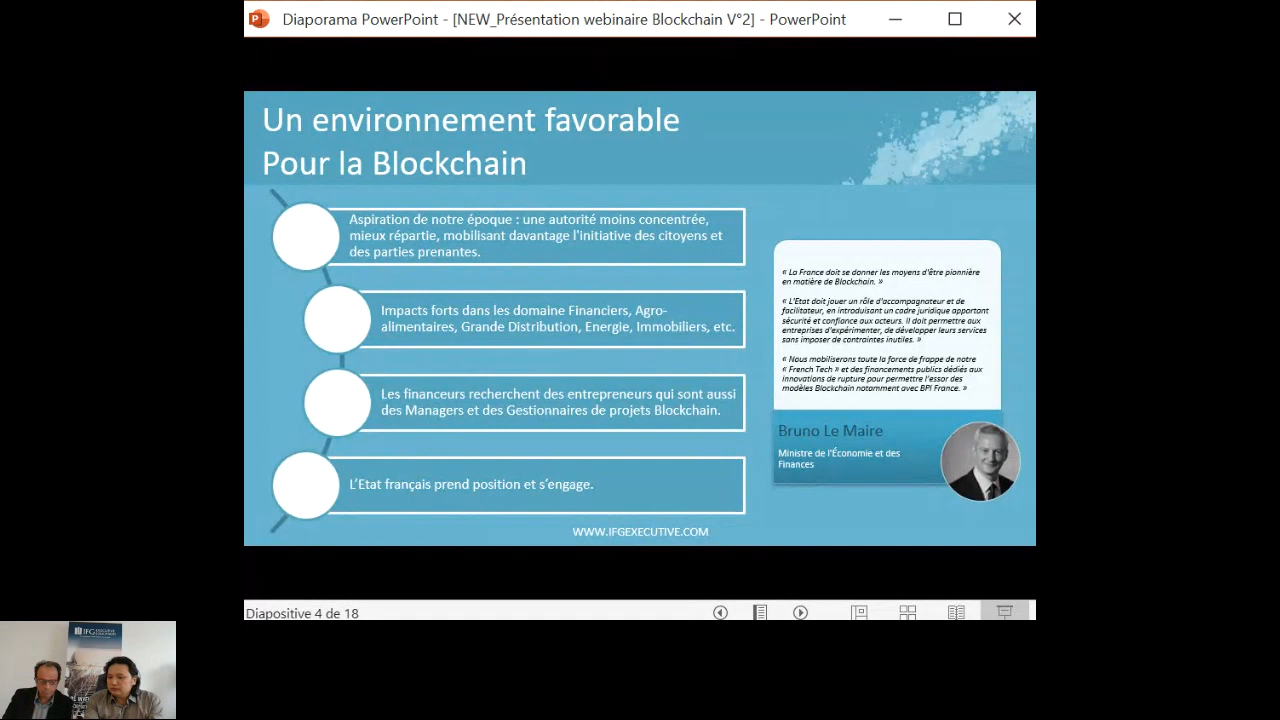 Diaporama PowerPoint - [NEW_Présentation webinaire Blockchain V°2] - PowerPoint
Un environnement favorable
Pour la Blockchain
Aspiration de notre époque : une autorité moins concentrée,
mieux répartie, mobilisant davantage l'initiative des citoyens et
des parties prenantes.
Impacts forts dans les domaine Financiers, Agro-
alimentaires, Grande Distribution, Energie, Immobiliers, etc.
Les financeurs recherchent des entrepreneurs qui sont aussi
des Managers et des Gestionnaires de projets Blockchain.
L'Etat français prend position et s'engage.
« La France doit se donner les moyens d'être pionnière
en matière de Blockchain. »
« L'Etat doit jouer un rôle d'accompagnateur et de
facilitateur, en introduisant un cadre juridique apportant
sécurité et confiance aux acteurs. Il doit permettre aux
entreprises d'expérimenter, de développer leurs services
sans imposer de contraintes inutiles. »
« Nous mobiliserons toute la force de frappe de notre
« French Tech » et des financements publics dédiés aux
innovations de rupture pour permettre l'essor des
modèles Blockchain notamment avec BPI France. »
Bruno Le Maire
Ministre de l'Économie et des
Finances
WWW.IFGEXECUTIVE.COM
Diapositive 4 de 18
IFG EXECUTIVE